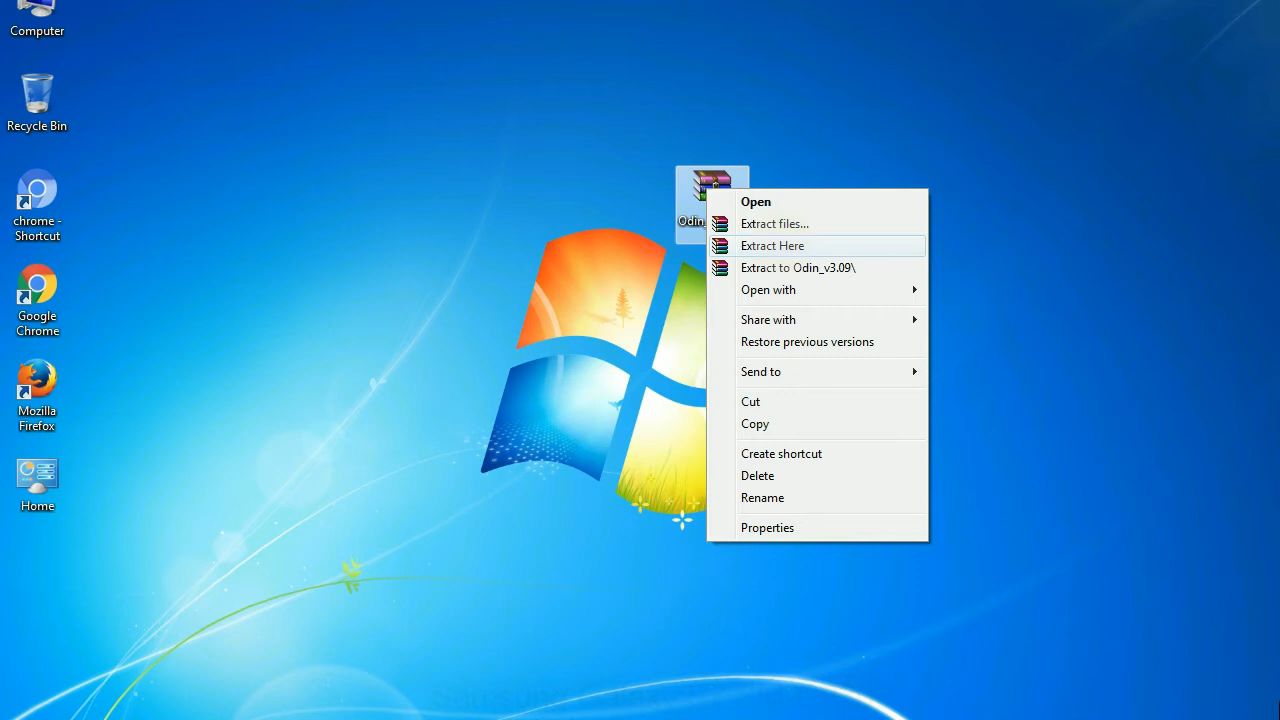 Computer
Recycle Bin
chrome -
Shortcut
Google
Chrome
Mozilla
Firefox
Home
Open
Extract files...
Extract Here
Extract to Odin_v3.09\
Open with
Share with
Restore previous versions
Send to
Cut
Copy
Create shortcut
Delete
Rename
Properties